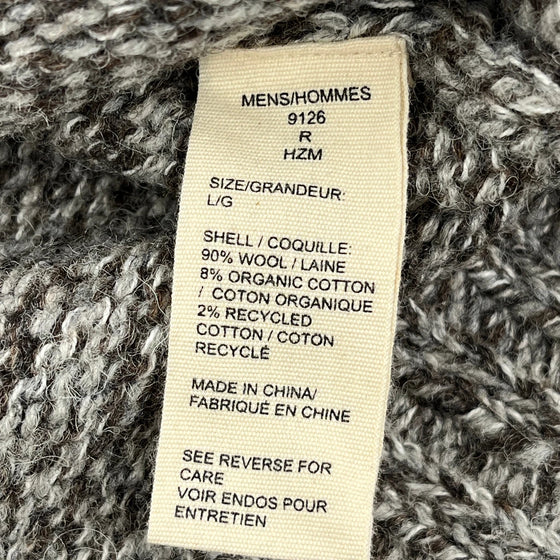 MENS/HOMMES
9126
R
HZM
SIZE/GRANDEUR:
L/G
SHELL / COQUILLE:
90% WOOL / LAINE
8% ORGANIC COTTON
/ COTON ORGANIQUE
2% RECYCLED
COTTON / COTON
RECYCLÉ
MADE IN CHINA/
FABRIQUÉ EN CHINE
SEE REVERSE FOR
CARE
VOIR ENDOS POUR
ENTRETIEN